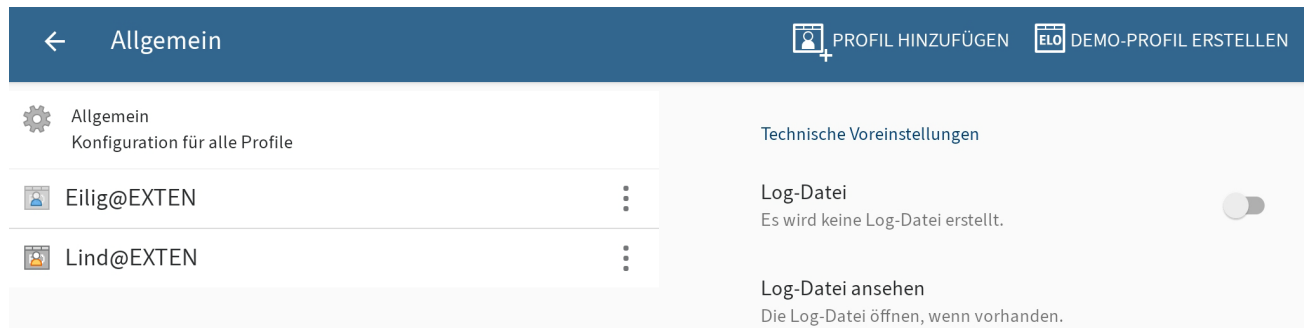 Allgemein
PROFIL HINZUFÜGEN
ELO DEMO-PROFIL ERSTELLEN
Allgemein
Konfiguration für alle Profile
Eilig@EXTEN
Lind@EXTEN
Technische Voreinstellungen
Log-Datei
Es wird keine Log-Datei erstellt.
Log-Datei ansehen
Die Log-Datei öffnen, wenn vorhanden.